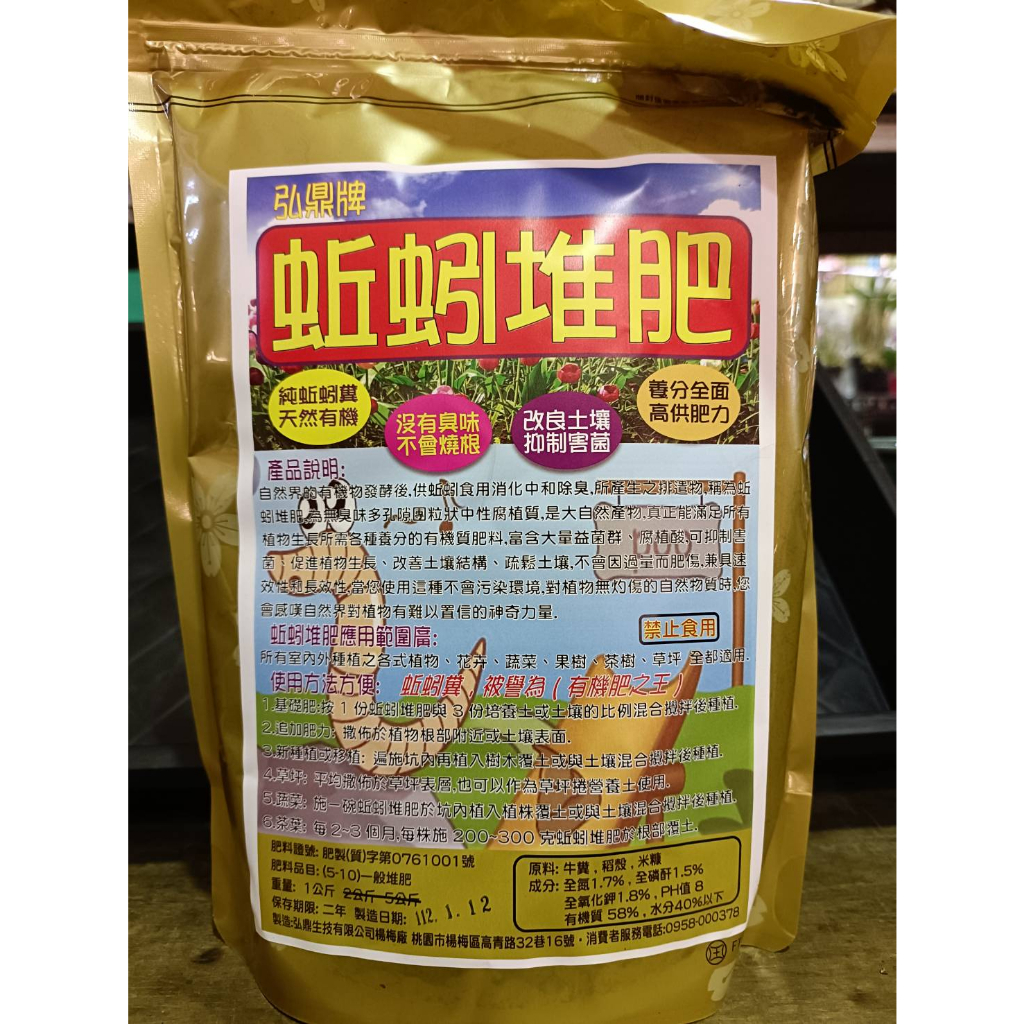 弘鼎牌
蚯蚓堆肥
純蚯蚓糞
天然有機
沒有臭味
不會燒根
改良土壤
抑制害菌
養分全面
高供肥力
產品說明:
自然界的有機物發酵後,供蚯蚓食用消化中和除臭,所產生之排遺物,稱為蚯
蚓堆肥,為無臭味多孔隙團粒狀中性腐植質,是大自然產物,真正能滿足所有
植物生長所需各種養分的有機質肥料,富含大量益菌群、腐植酸,可抑制害
菌、促進植物生長、改善土壤結構、疏鬆土壤,不會因過量而肥傷,兼具速
效性和長效性,當您使用這種不會污染環境,對植物無灼傷的自然物質時,您
會感嘆自然界對植物有難以置信的神奇力量.
禁止食用
蚯蚓堆肥應用範圍廣:
所有室內外種植之各式植物、花卉、蔬菜、果樹、茶樹、草坪 全都適用.
使用方法方便: 蚯蚓糞,被譽為(有機肥之王)
1.基礎肥:按1份蚯蚓堆肥與3份培養土或土壤的比例混合攪拌後種植.
2.追加肥力: 撒佈於植物根部附近或土壤表面.
3.新種植或移植: 遍施坑內再植入樹木覆土或與土壤混合攪拌後種植.
4.草坪: 平均撒佈於草坪表層,也可以作為草坪捲營養土使用.
5.蔬菜: 施一碗蚯蚓堆肥於坑內植入植株覆土或與土壤混合攪拌後種植.
6.茶葉: 每2~3個月,每株施200~300克蚯蚓堆肥於根部覆土.
肥料證號: 肥製(質)字第0761001號
肥料品目: (5-10)一般堆肥
重量: 1公斤 2公斤 5公斤
保存期限: 二年 製造日期: 112.1.12
原料: 牛糞,稻殼,米糠
成分: 全氮1.7%,全磷酐1.5%
全氧化鉀1.8%,PH值8
有機質58%,水分40%以下
製造:弘鼎生技有限公司楊梅廠 桃園市楊梅區高青路32巷16號・消費者服務電話:0958-000378